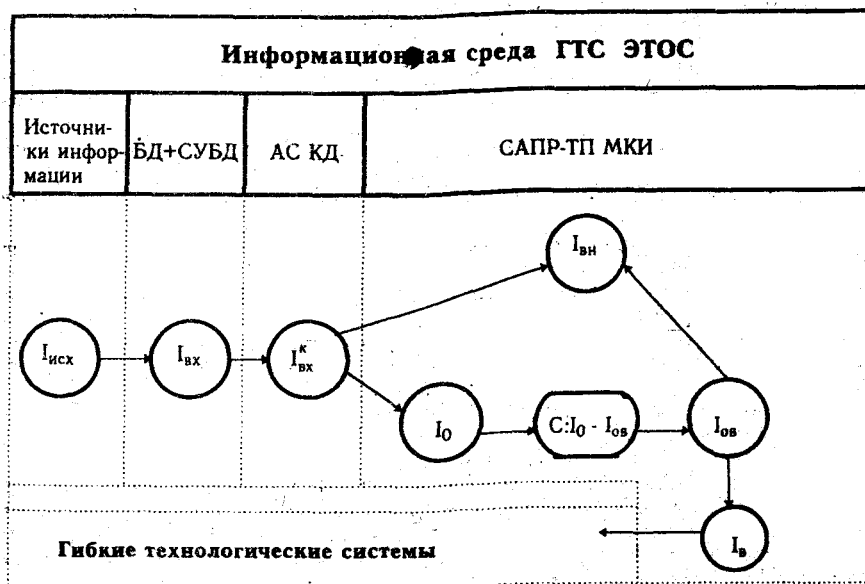 Информационная среда ГТС ЭТОС
Источни-
ки инфор-
мации
БД+СУБД
АС КД
САПР-ТП МКИ
Iвн
Iисх
Iвх
Iвхᴷ
I0
C:I0 - Iов
Iов
Iв
Гибкие технологические системы